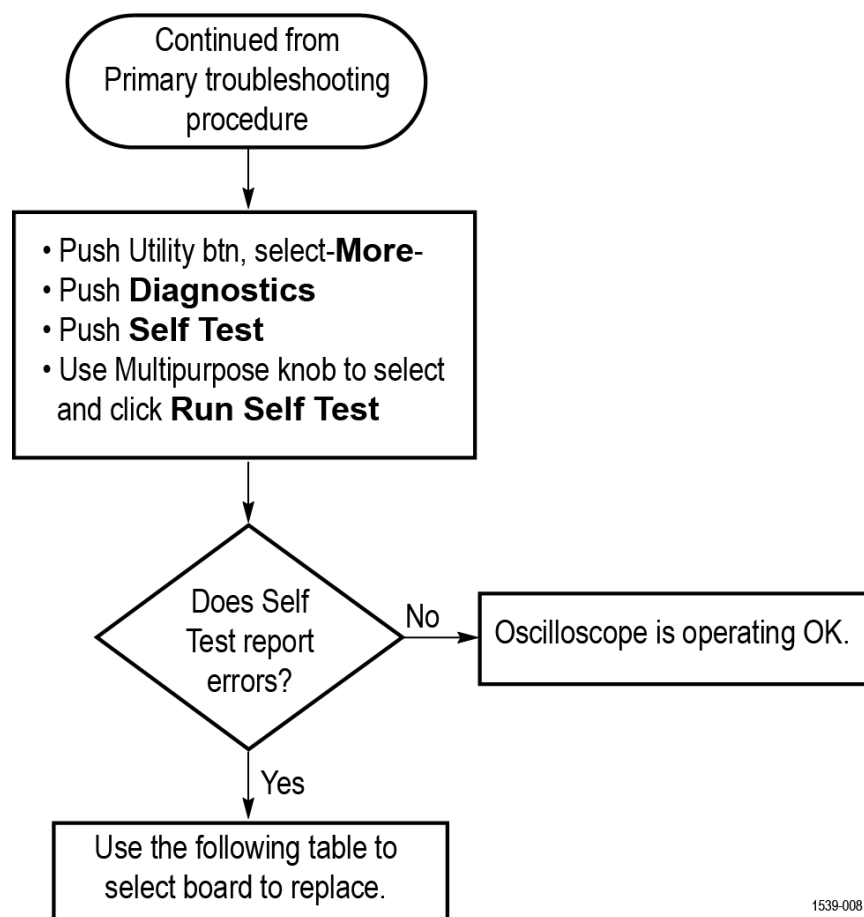 Continued from
Primary troubleshooting
procedure
• Push Utility btn, select-More-
• Push Diagnostics
• Push Self Test
• Use Multipurpose knob to select
and click Run Self Test
Does Self
Test report
errors?
No
Oscilloscope is operating OK.
Yes
Use the following table to
select board to replace.
1539-008